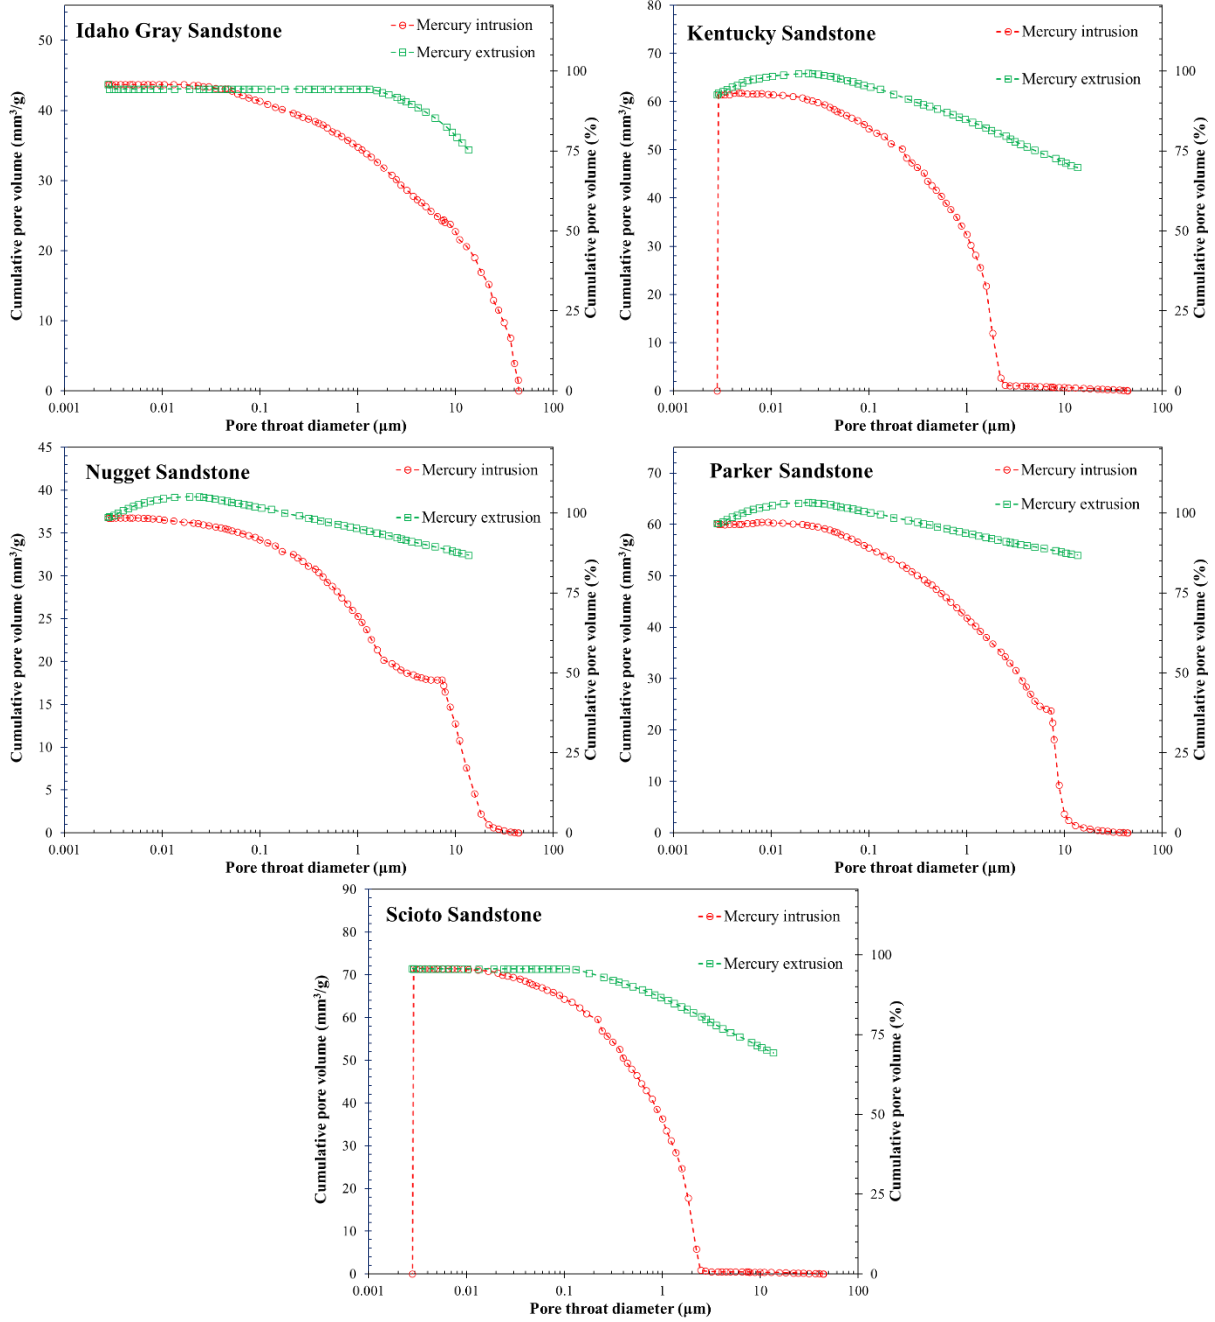 Idaho Gray Sandstone
Mercury intrusion
Mercury extrusion
Cumulative pore volume (mm³/g)
50
40
30
20
10
0
Cumulative pore volume (%)
100
75
50
25
0
0.001 0.01 0.1 1 10 100
Pore throat diameter (µm)
Kentucky Sandstone
Mercury intrusion
Mercury extrusion
Cumulative pore volume (mm³/g)
80
70
60
50
40
30
20
10
0
Cumulative pore volume (%)
100
75
50
25
0
0.001 0.01 0.1 1 10 100
Pore throat diameter (µm)
Nugget Sandstone
Mercury intrusion
Mercury extrusion
Cumulative pore volume (mm³/g)
45
40
35
30
25
20
15
10
5
0
Cumulative pore volume (%)
100
75
50
25
0
0.001 0.01 0.1 1 10 100
Pore throat diameter (µm)
Parker Sandstone
Mercury intrusion
Mercury extrusion
Cumulative pore volume (mm³/g)
70
60
50
40
30
20
10
0
Cumulative pore volume (%)
100
75
50
25
0
0.001 0.01 0.1 1 10 100
Pore throat diameter (µm)
Scioto Sandstone
Mercury intrusion
Mercury extrusion
Cumulative pore volume (mm³/g)
90
80
70
60
50
40
30
20
10
0
Cumulative pore volume (%)
100
75
50
25
0
0.001 0.01 0.1 1 10 100
Pore throat diameter (µm)